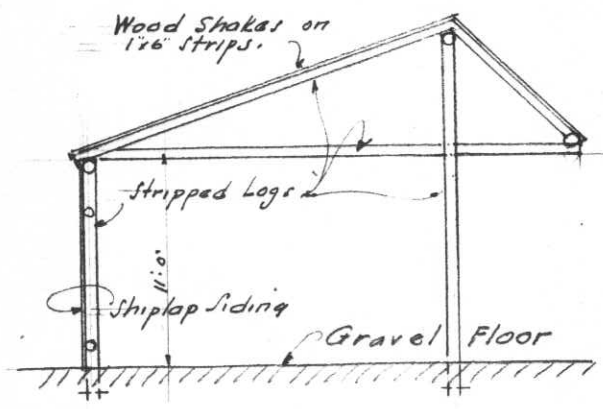 Wood Shakes on
1"x6" Strips.
Stripped Logs
11'-0"
Shiplap Siding
Gravel Floor